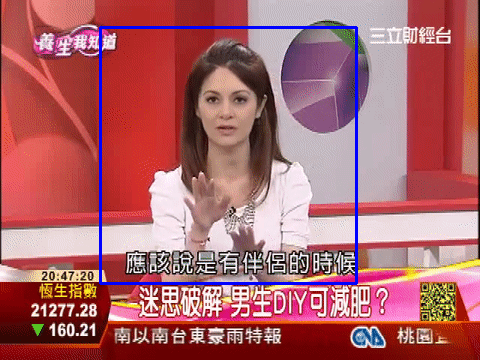 養生我知道
三立財經台
應該說是有伴侶的時候
20:47:20
恆生指數
21277.28
▼160.21
迷思破解 男生DIY可減肥？
南以南台東豪雨特報
CNA 桃園